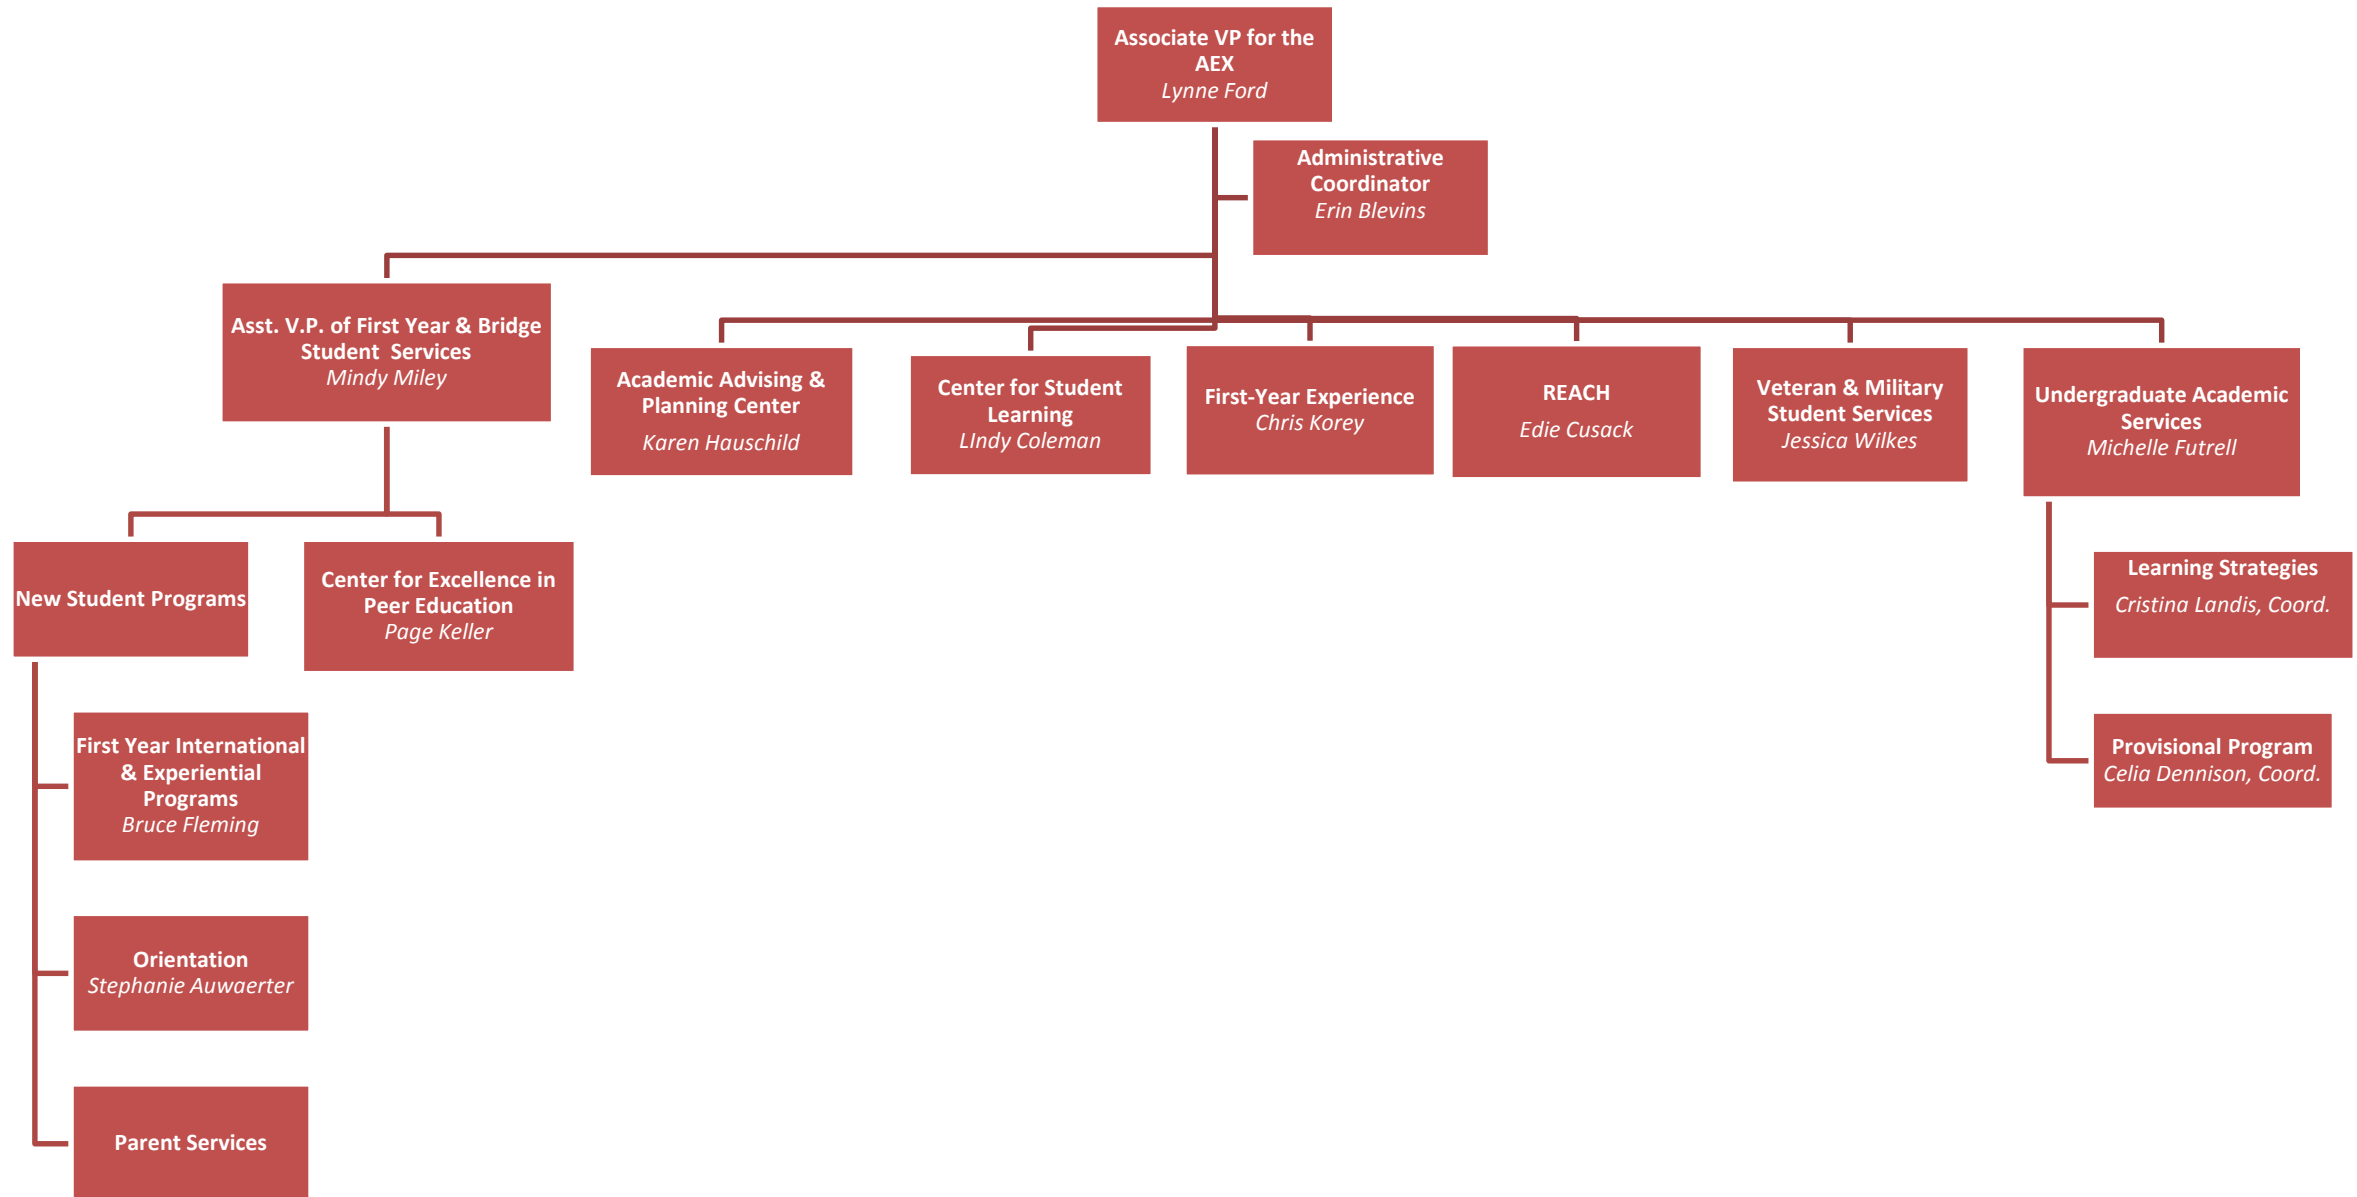 Associate VP for the
AEX
Lynne Ford
Administrative
Coordinator
Erin Blevins
Asst. V.P. of First Year & Bridge
Student  Services
Mindy Miley
Academic Advising &
Planning Center
Karen Hauschild
Center for Student
Learning
LIndy Coleman
First-Year Experience
Chris Korey
REACH
Edie Cusack
Veteran & Military
Student Services
Jessica Wilkes
Undergraduate Academic
Services
Michelle Futrell
New Student Programs
Center for Excellence in
Peer Education
Page Keller
Learning Strategies
Cristina Landis, Coord.
First Year International
& Experiential
Programs
Bruce Fleming
Provisional Program
Celia Dennison, Coord.
Orientation
Stephanie Auwaerter
Parent Services